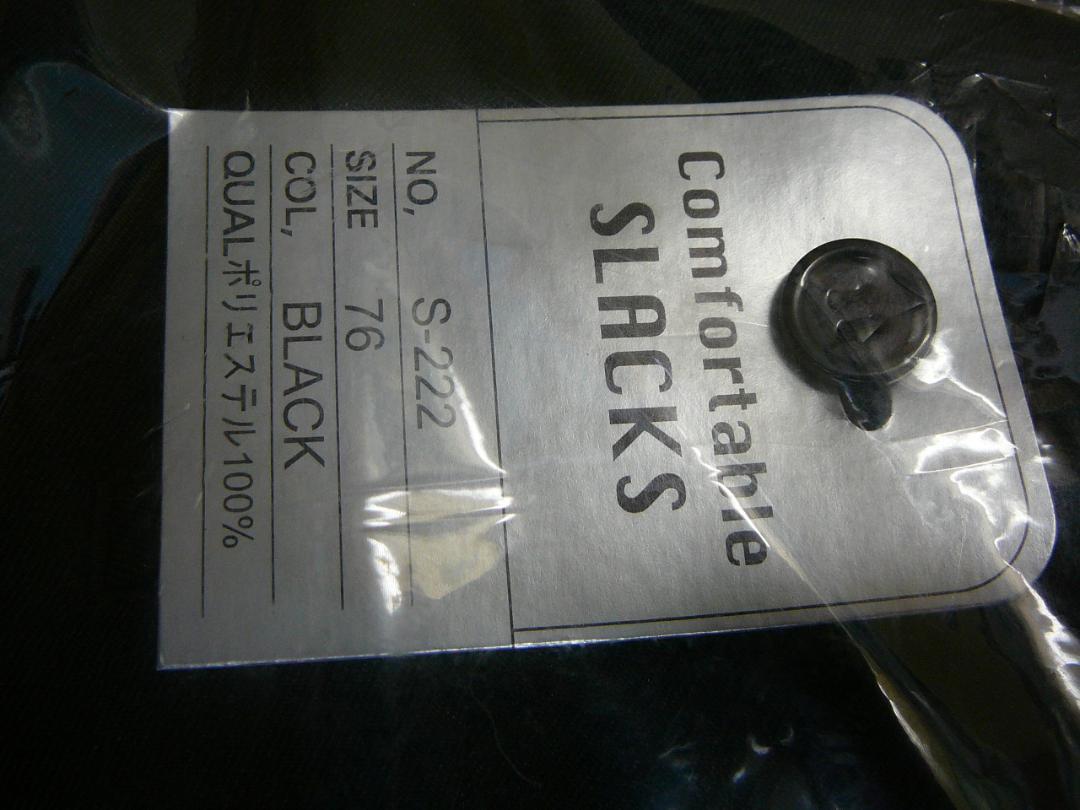 Comfortable
SLACKS
NO, S-222
SIZE 76
COL, BLACK
QUALポリエステル100%